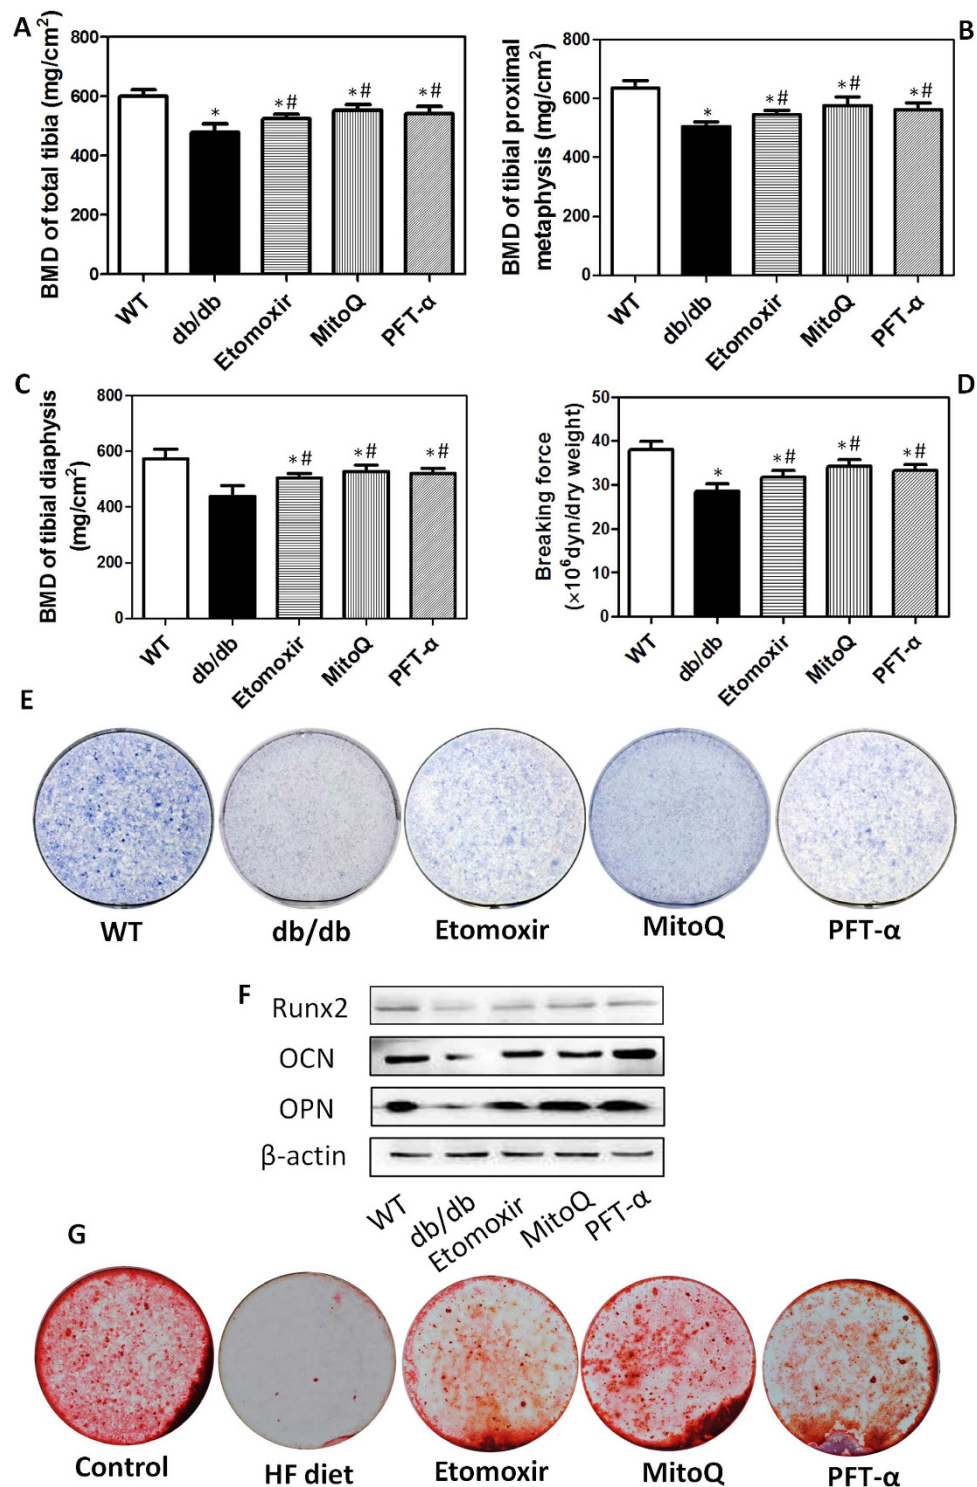 A
BMD of total tibia (mg/cm²)
800
600
400
200
0
*
*#
*#
*#
WT
db/db
Etomoxir
MitoQ
PFT-α
B
BMD of tibial proximal
metaphysis (mg/cm²)
800
600
400
200
0
*
*#
*#
*#
WT
db/db
Etomoxir
MitoQ
PFT-α
C
BMD of tibial diaphysis
(mg/cm²)
800
600
400
200
0
*#
*#
*#
WT
db/db
Etomoxir
MitoQ
PFT-α
D
Breaking force
(×10⁶dyn/dry weight)
50
40
30
20
10
0
*
*#
*#
*#
WT
db/db
Etomoxir
MitoQ
PFT-α
E
WT
db/db
Etomoxir
MitoQ
PFT-α
F
Runx2
OCN
OPN
β-actin
WT
db/db
Etomoxir
MitoQ
PFT-α
G
Control
HF diet
Etomoxir
MitoQ
PFT-α